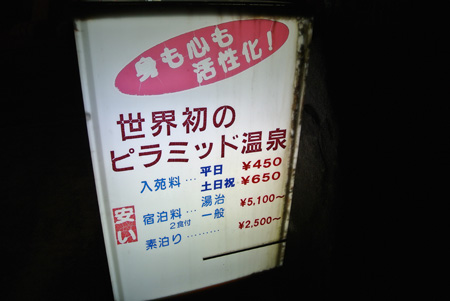 身も心も
活性化!
世界初の
ピラミッド温泉
入苑料… 平日 ¥450
土日祝 ¥650
安い
宿泊料… 湯治 ¥5,100～
2食付 一般
素泊り……… ¥2,500～